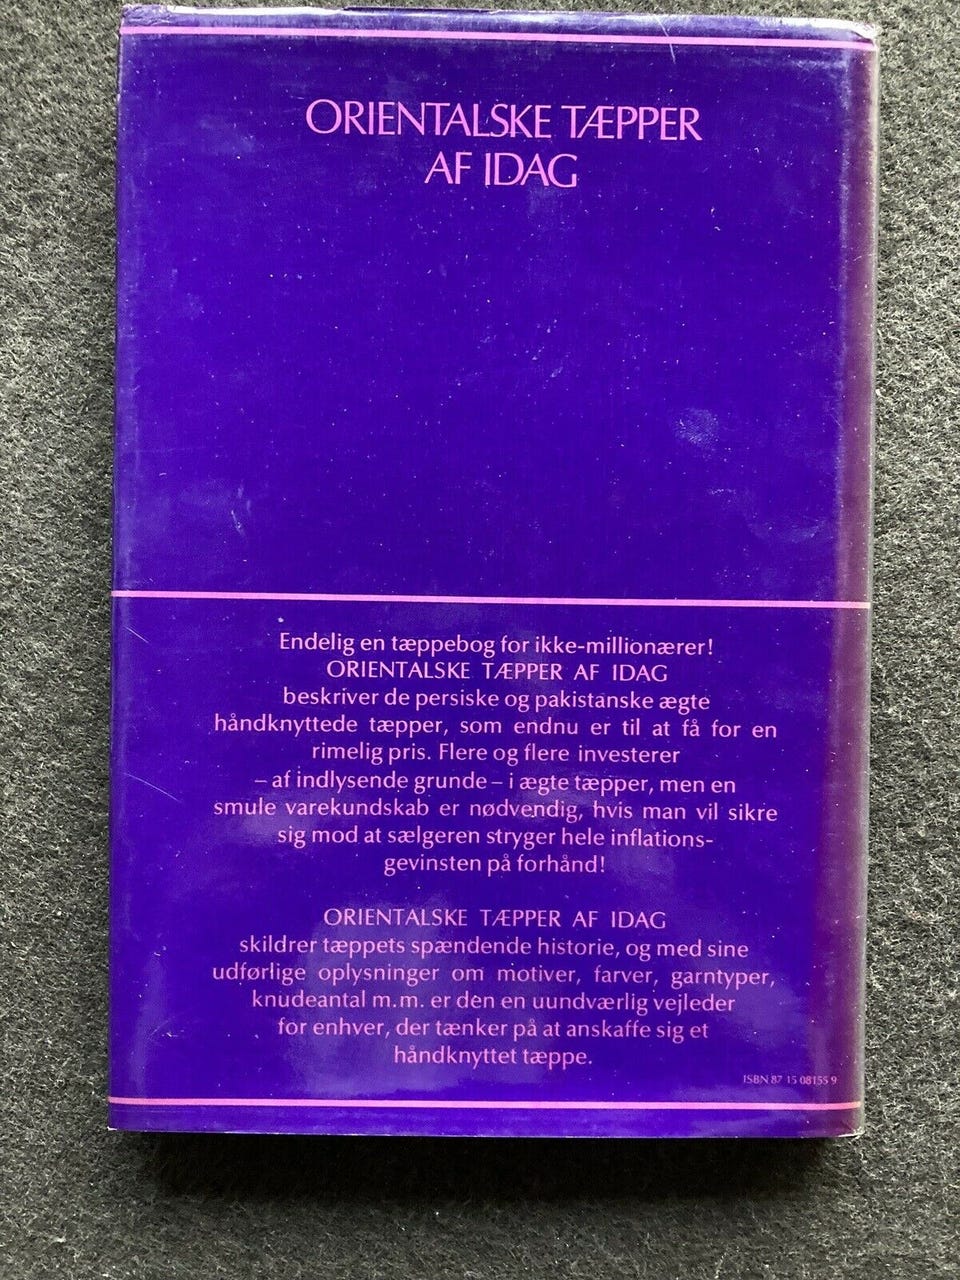 ORIENTALSKE TÆPPER
AF IDAG
Endelig en tæppebog for ikke-millionærer!
ORIENTALSKE TÆPPER AF IDAG
beskriver de persiske og pakistanske ægte
håndknyttede tæpper, som endnu er til at få for en
rimelig pris. Flere og flere investerer
– af indlysende grunde – i ægte tæpper, men en
smule varekundskab er nødvendig, hvis man vil sikre
sig mod at sælgeren stryger hele inflations-
gevinsten på forhånd!
ORIENTALSKE TÆPPER AF IDAG
skildrer tæppets spændende historie, og med sine
udførlige oplysninger om motiver, farver, garntyper,
knudeantal m.m. er den en uundværlig vejleder
for enhver, der tænker på at anskaffe sig et
håndknyttet tæppe.
ISBN 87 15 08155 9